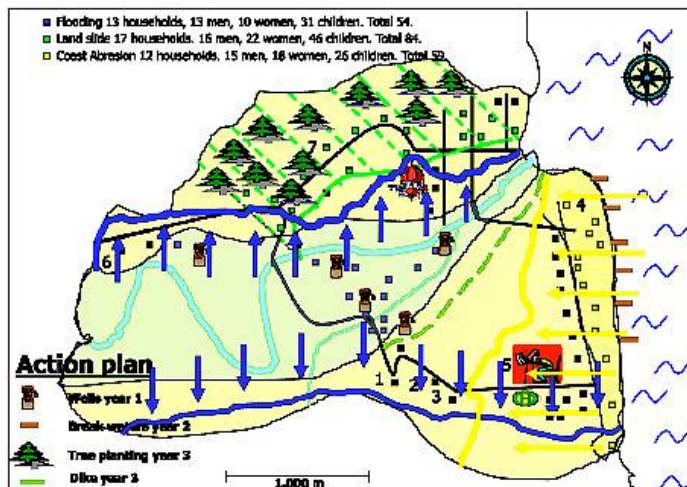 Flooding 13 households, 13 men, 10 women, 31 children. Total 54.
Land slide 17 households. 16 men, 22 women, 46 children. Total 84.
Coast Abresion 12 households. 15 men, 18 women, 26 children. Total 59
N
7
4
6
5
1
2
3
Action plan
Wells year 1
Break waters year 2
Tree planting year 3
Dike year 3
1,000 m